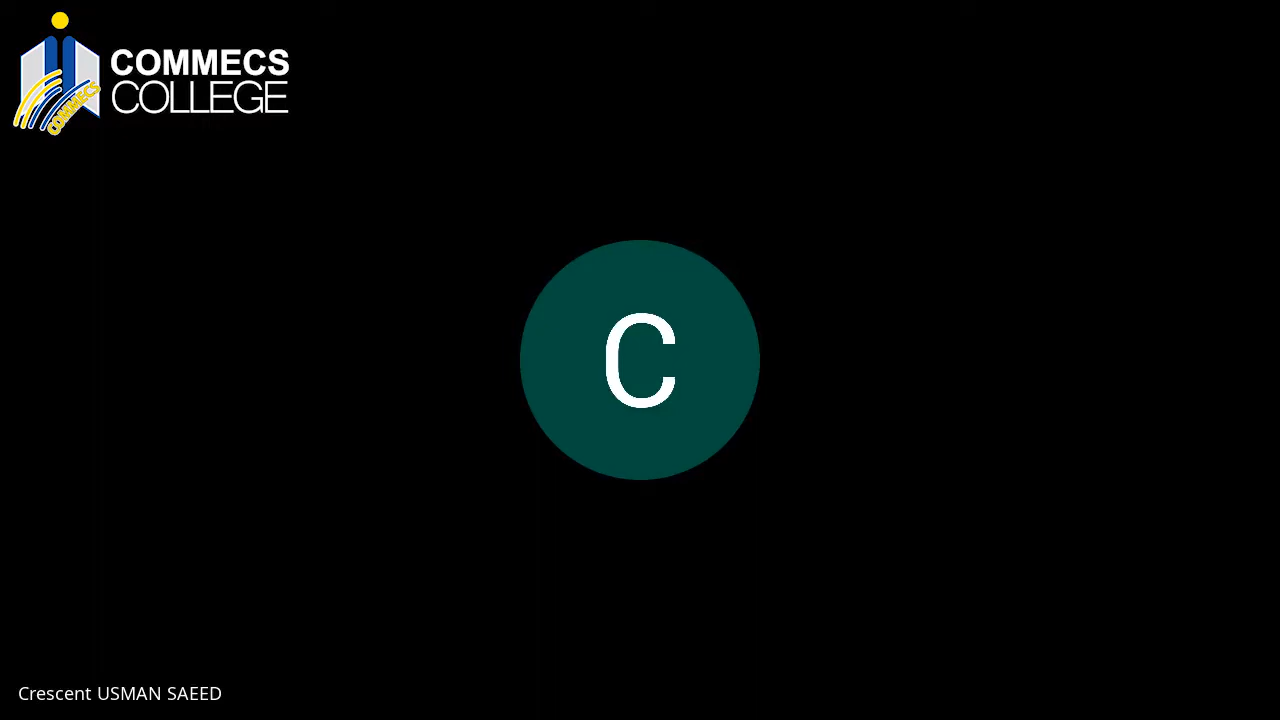 COMMECS
COLLEGE
COMMECS
C
Crescent USMAN SAEED